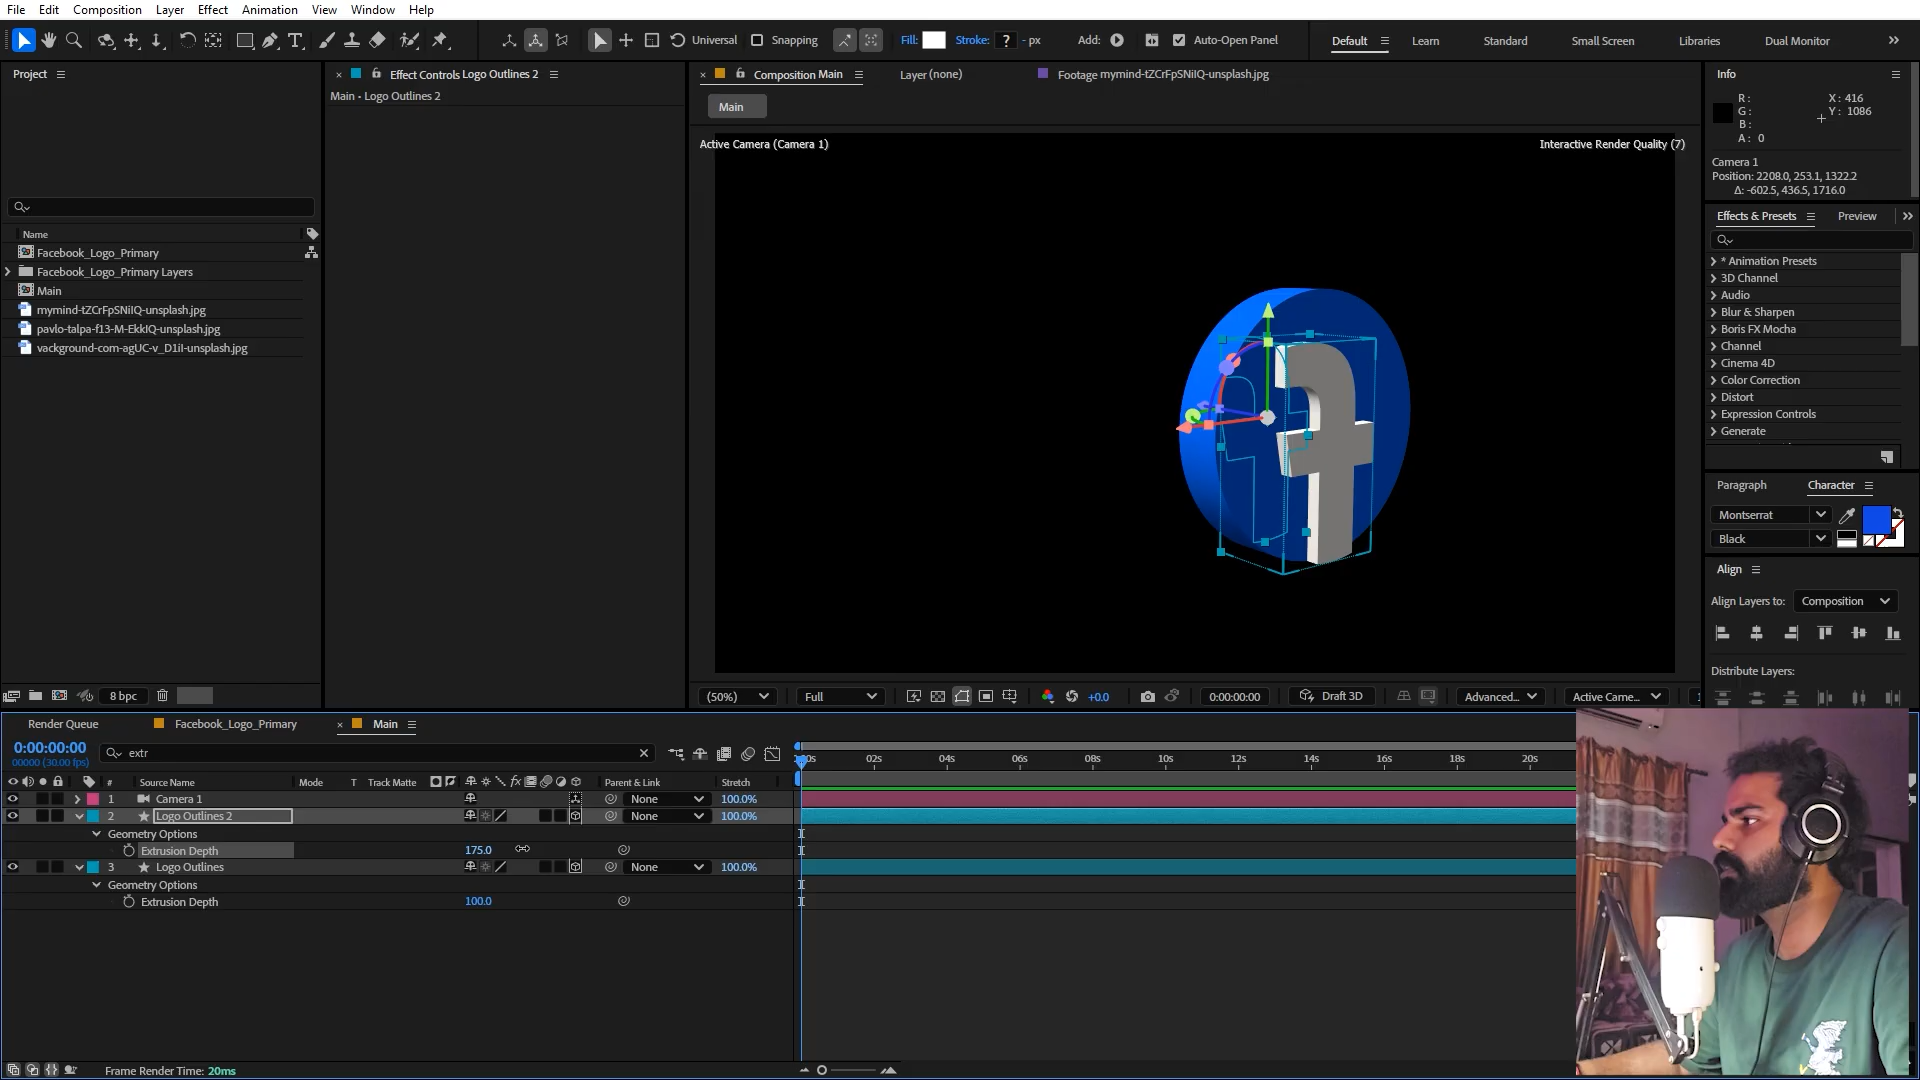 File Edit Composition Layer Effect Animation View Window Help
Universal Snapping Fill: Stroke: ? - px Add: Auto-Open Panel Default Learn Standard Small Screen Libraries Dual Monitor
Project Effect Controls Logo Outlines 2 Composition Main Layer (none) Footage mymind-tZCrFpSNiIQ-unsplash.jpg Info
Main • Logo Outlines 2
Main
R:
G:
B:
A: 0
X: 416
Y: 1086
Active Camera (Camera 1)
Interactive Render Quality (7)
Camera 1
Position: 2208.0, 253.1, 1322.2
Δ: -602.5, 436.5, 1716.0
Name
Facebook_Logo_Primary
Facebook_Logo_Primary Layers
Main
mymind-tZCrFpSNiIQ-unsplash.jpg
pavlo-talpa-f13-M-EkkIQ-unsplash.jpg
vackground-com-agUC-v_D1iI-unsplash.jpg
Effects & Presets Preview
* Animation Presets
3D Channel
Audio
Blur & Sharpen
Boris FX Mocha
Channel
Cinema 4D
Color Correction
Distort
Expression Controls
Generate
Paragraph Character
Montserrat
Black
Align
Align Layers to: Composition
Distribute Layers:
8 bpc
(50%) Full +0.0 0:00:00:00 Draft 3D Advanced... Active Came...
Render Queue Facebook_Logo_Primary Main
0:00:00:00
00000 (30.00 fps)
extr
02s 04s 06s 08s 10s 12s 14s 16s 18s 20s
# Source Name Mode T Track Matte Parent & Link Stretch
1 Camera 1 None 100.0%
2 Logo Outlines 2 None 100.0%
Geometry Options
Extrusion Depth 175.0
3 Logo Outlines None 100.0%
Geometry Options
Extrusion Depth 100.0
Frame Render Time: 20ms